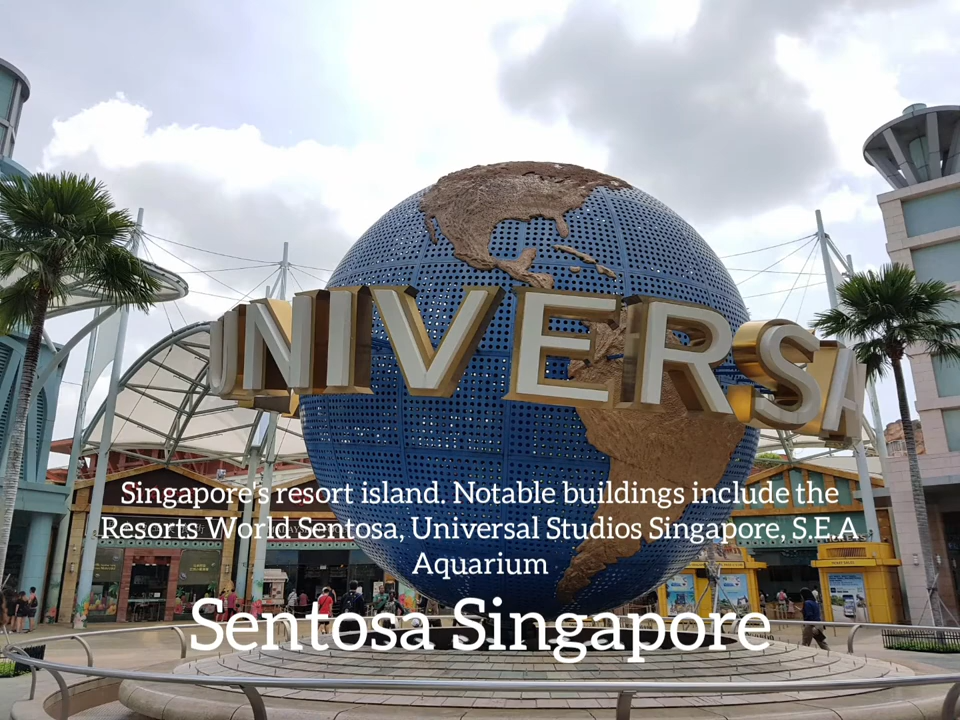 UNIVERSA
Singapore's resort island. Notable buildings include the
Resorts World Sentosa, Universal Studios Singapore, S.E.A
Aquarium
Sentosa Singapore